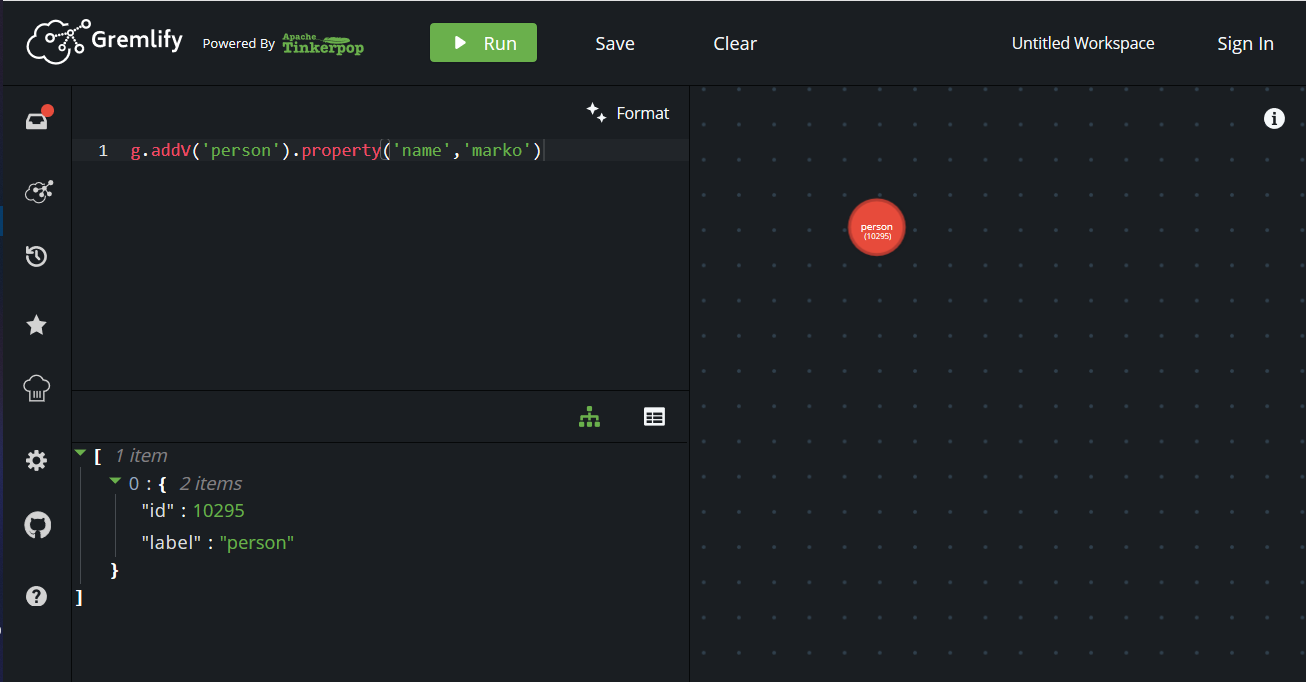 Gremlify Powered By Apache Tinkerpop Run Save Clear Untitled Workspace Sign In
Format
1 g.addV('person').property('name','marko')
person
(10295)
[ 1 item
0 : { 2 items
"id" : 10295
"label" : "person"
}
]